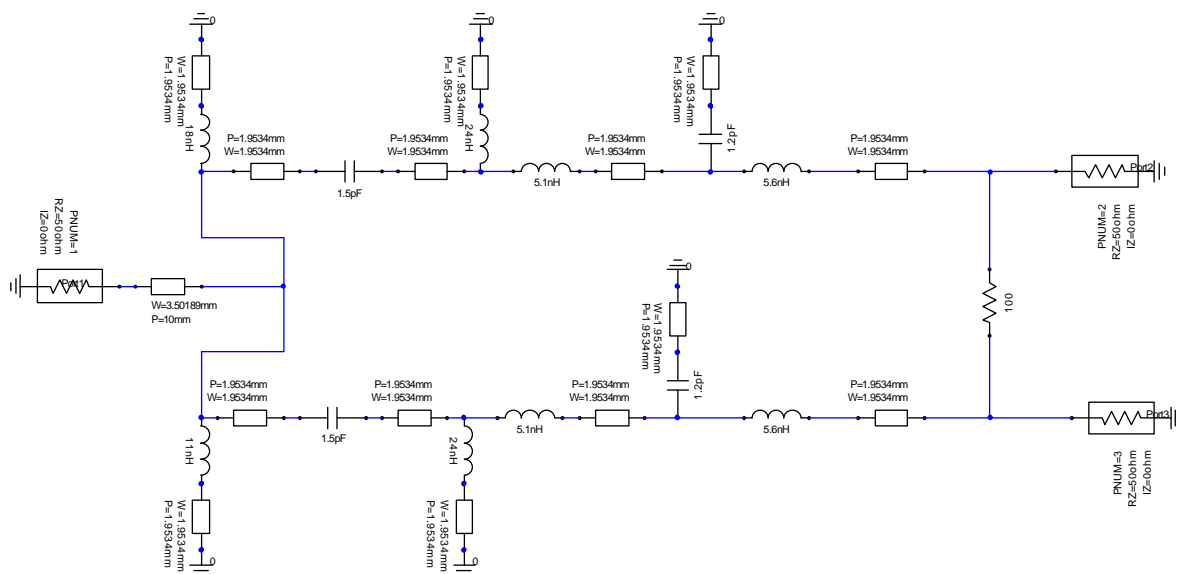 0
0
0
W=1.9534mm
P=1.9534mm
W=1.9534mm
P=1.9534mm
W=1.9534mm
P=1.9534mm
18nH
24nH
1.2pF
P=1.9534mm
W=1.9534mm
P=1.9534mm
W=1.9534mm
P=1.9534mm
W=1.9534mm
P=1.9534mm
W=1.9534mm
1.5pF
5.1nH
5.6nH
Port2
PNUM=2
RZ=50ohm
IZ=0ohm
PNUM=1
RZ=50ohm
IZ=0ohm
Port1
W=3.50189mm
P=10mm
0
W=1.9534mm
P=1.9534mm
1.2pF
100
P=1.9534mm
W=1.9534mm
P=1.9534mm
W=1.9534mm
P=1.9534mm
W=1.9534mm
P=1.9534mm
W=1.9534mm
1.5pF
5.1nH
5.6nH
Port3
PNUM=3
RZ=50ohm
IZ=0ohm
11nH
24nH
W=1.9534mm
P=1.9534mm
W=1.9534mm
P=1.9534mm
0
0